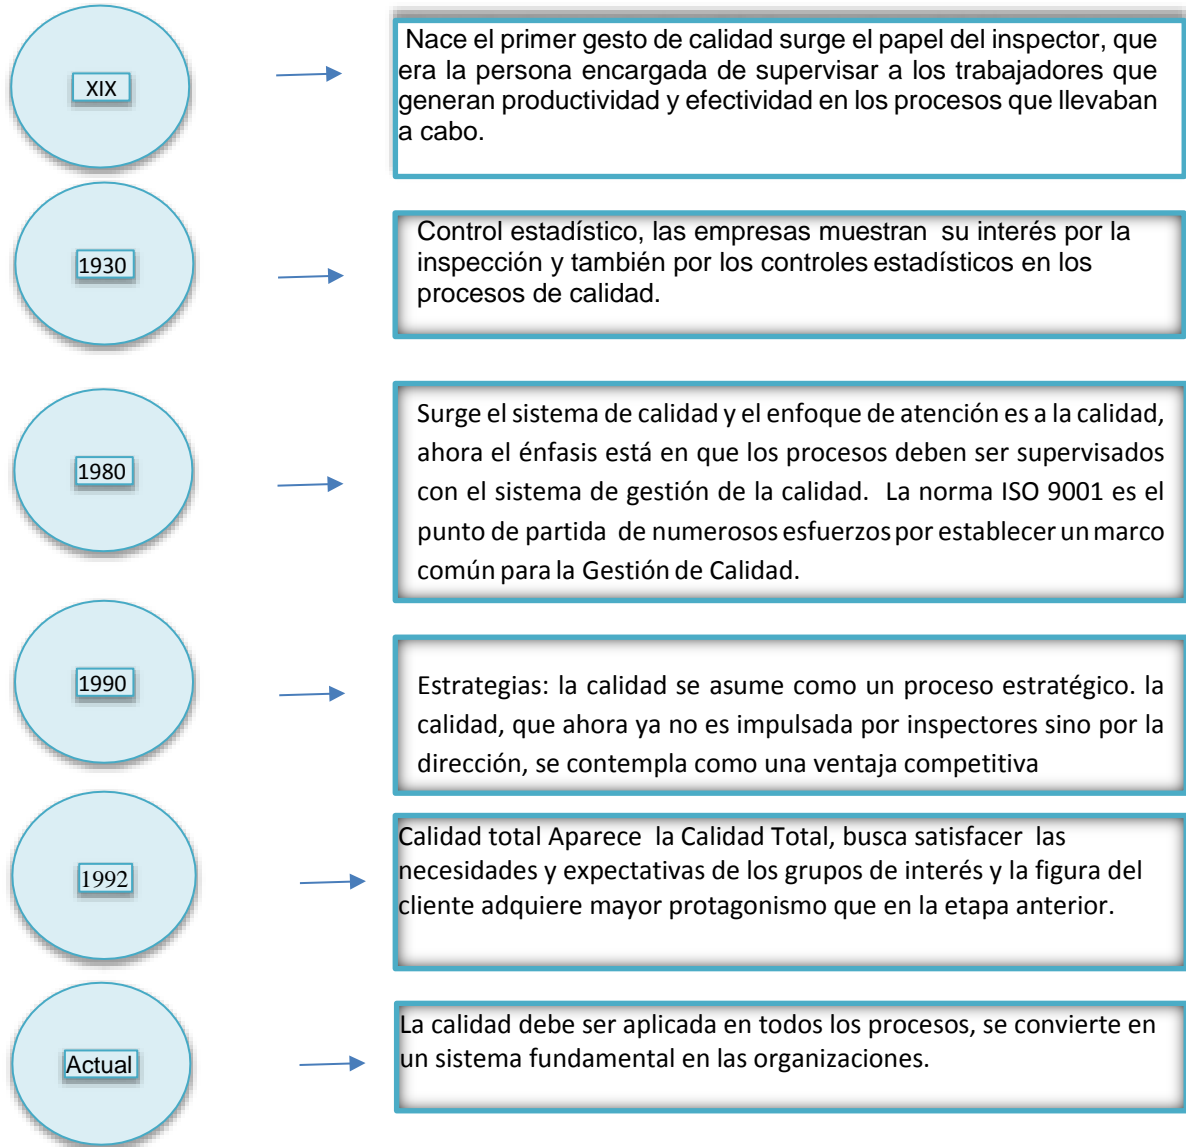 XIX
Nace el primer gesto de calidad surge el papel del inspector, que
era la persona encargada de supervisar a los trabajadores que
generan productividad y efectividad en los procesos que llevaban
a cabo.
1930
Control estadístico, las empresas muestran su interés por la
inspección y también por los controles estadísticos en los
procesos de calidad.
1980
Surge el sistema de calidad y el enfoque de atención es a la calidad,
ahora el énfasis está en que los procesos deben ser supervisados
con el sistema de gestión de la calidad. La norma ISO 9001 es el
punto de partida de numerosos esfuerzos por establecer un marco
común para la Gestión de Calidad.
1990
Estrategias: la calidad se asume como un proceso estratégico. la
calidad, que ahora ya no es impulsada por inspectores sino por la
dirección, se contempla como una ventaja competitiva
1992
Calidad total Aparece la Calidad Total, busca satisfacer las
necesidades y expectativas de los grupos de interés y la figura del
cliente adquiere mayor protagonismo que en la etapa anterior.
Actual
La calidad debe ser aplicada en todos los procesos, se convierte en
un sistema fundamental en las organizaciones.